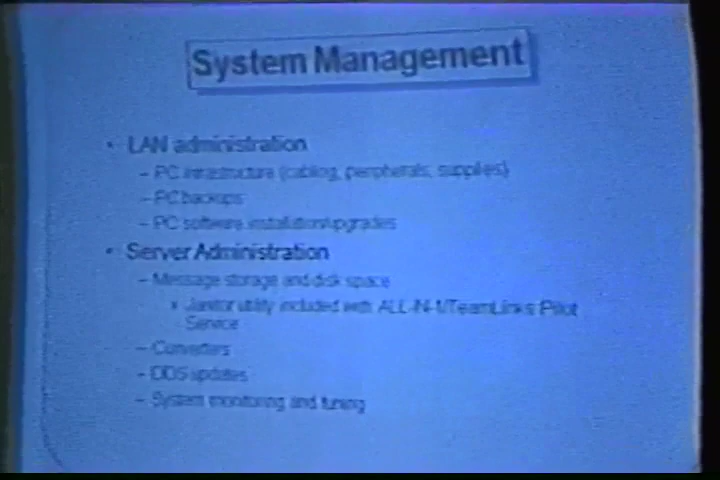 System Management
• LAN administration
– PC infrastructure (cabling, peripherals, supplies)
– PC backups
– PC software installation/upgrades
• Server Administration
– Message storage and disk space
x Janitor utility included with ALL-IN-1/TeamLinks Pilot
Service
– Converters
– DDS updates
– System monitoring and tuning